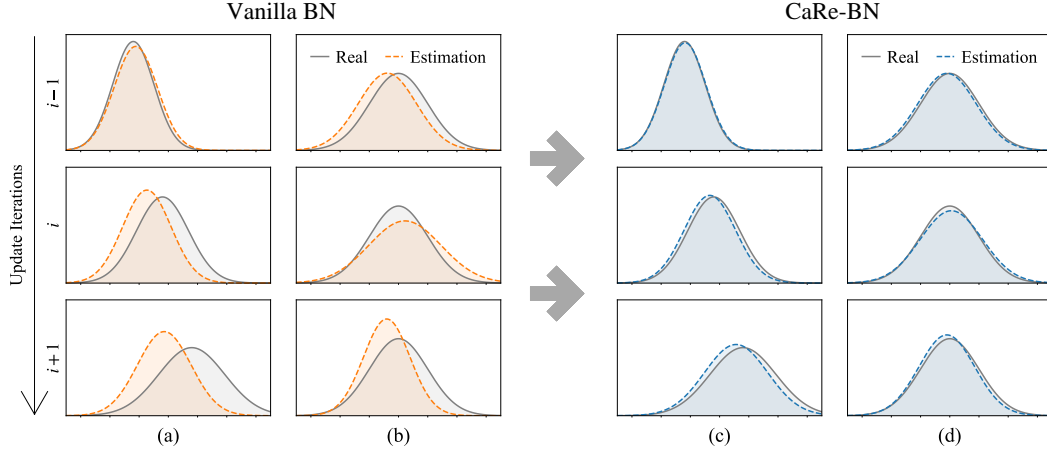 Vanilla BN
CaRe-BN
Real
Estimation
Real
Estimation
Update Iterations
i−1
i
i+1
(a)
(b)
(c)
(d)